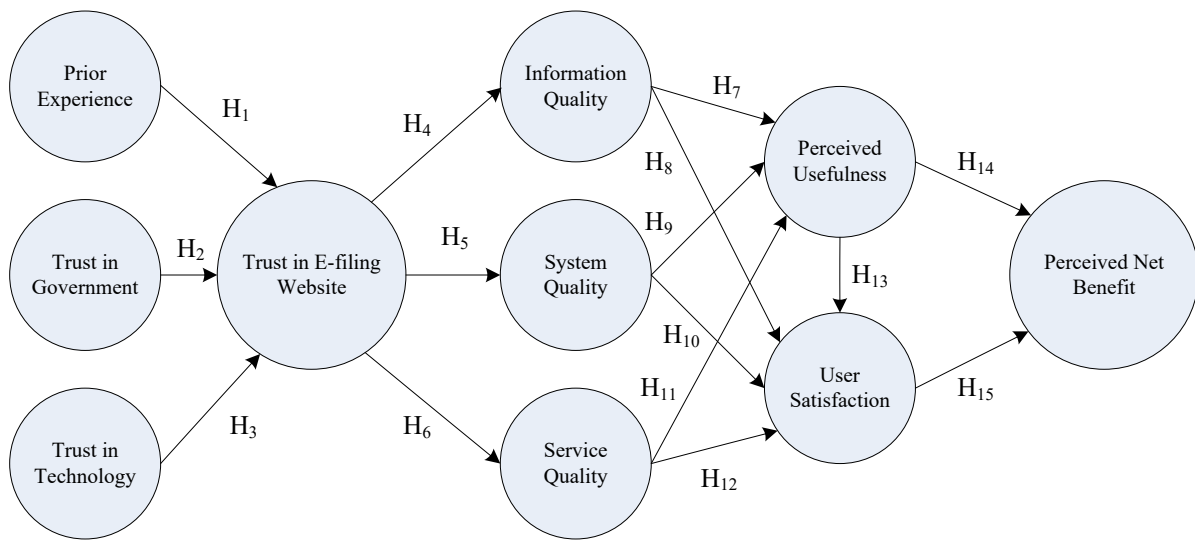 Prior
Experience
H1
Trust in
Government
H2
Trust in
Technology
H3
Trust in E-filing
Website
H4
H5
H6
Information
Quality
System
Quality
Service
Quality
H7
H8
H9
H10
H11
H12
Perceived
Usefulness
H13
User
Satisfaction
H14
H15
Perceived Net
Benefit